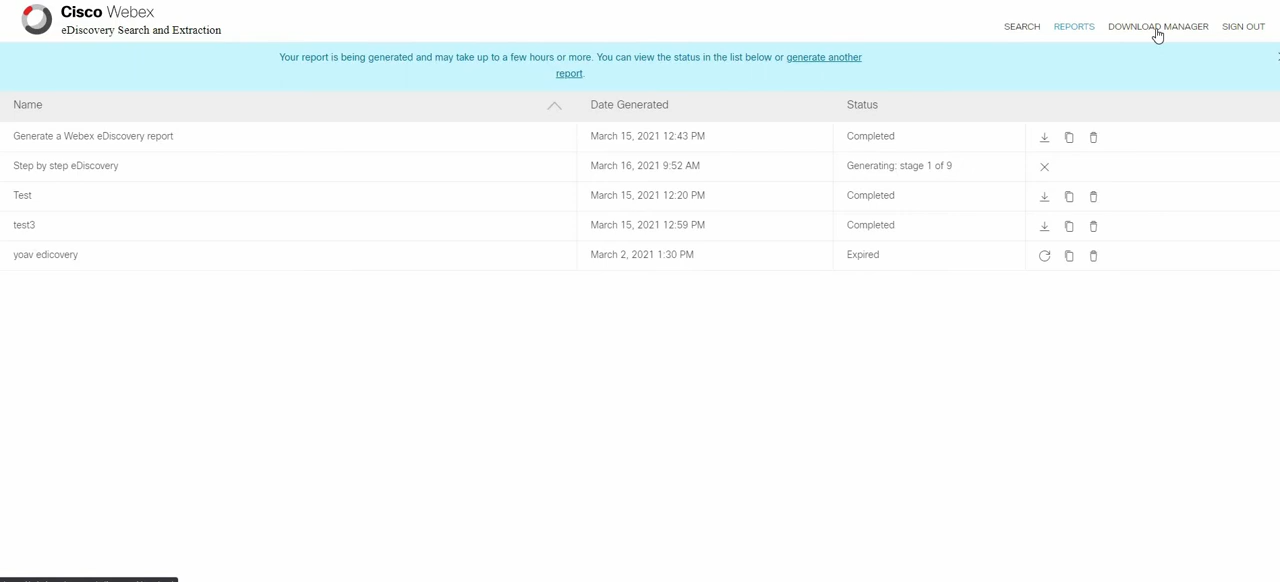 Cisco Webex
eDiscovery Search and Extraction
SEARCH REPORTS DOWNLOAD MANAGER SIGN OUT
Your report is being generated and may take up to a few hours or more. You can view the status in the list below or generate another
report.
Name Date Generated Status
Generate a Webex eDiscovery report March 15, 2021 12:43 PM Completed
Step by step eDiscovery March 16, 2021 9:52 AM Generating: stage 1 of 9
Test March 15, 2021 12:20 PM Completed
test3 March 15, 2021 12:59 PM Completed
yoav edicovery March 2, 2021 1:30 PM Expired